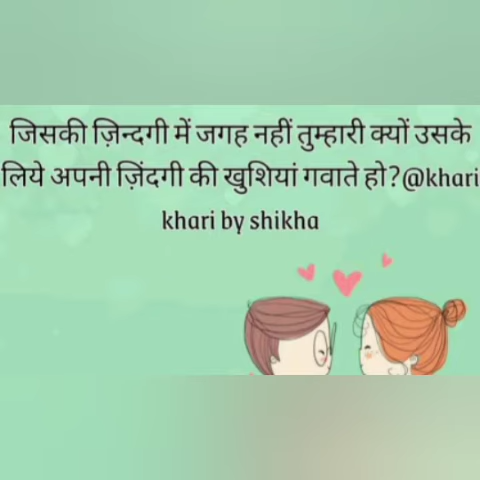 जिसकी ज़िन्दगी में जगह नहीं तुम्हारी क्यों उसके
लिये अपनी ज़िंदगी की खुशियां गवाते हो?@khari
khari by shikha